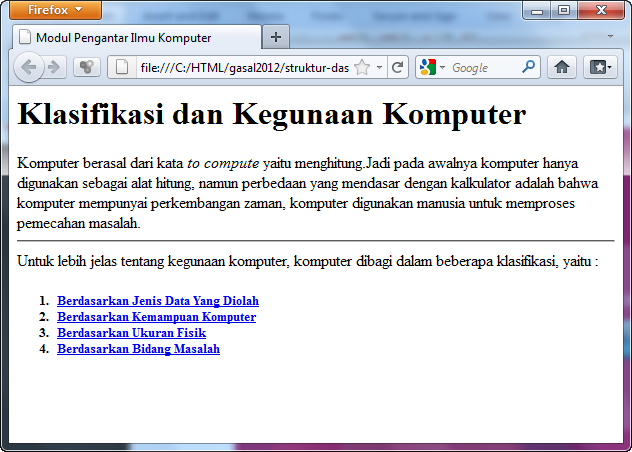 Firefox
Modul Pengantar Ilmu Komputer
file:///C:/HTML/gasal2012/struktur-das
Google
Klasifikasi dan Kegunaan Komputer
Komputer berasal dari kata to compute yaitu menghitung.Jadi pada awalnya komputer hanya
digunakan sebagai alat hitung, namun perbedaan yang mendasar dengan kalkulator adalah bahwa
komputer mempunyai perkembangan zaman, komputer digunakan manusia untuk memproses
pemecahan masalah.
Untuk lebih jelas tentang kegunaan komputer, komputer dibagi dalam beberapa klasifikasi, yaitu :
1. Berdasarkan Jenis Data Yang Diolah
2. Berdasarkan Kemampuan Komputer
3. Berdasarkan Ukuran Fisik
4. Berdasarkan Bidang Masalah